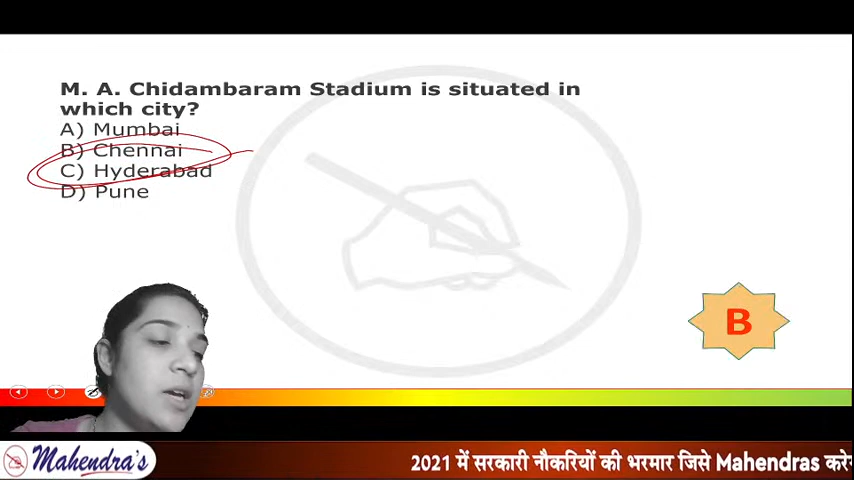 M. A. Chidambaram Stadium is situated in
which city?
A) Mumbai
B) Chennai
C) Hyderabad
D) Pune
B
Mahendra's
2021 में सरकारी नौकरियों की भरमार जिसे Mahendras करे